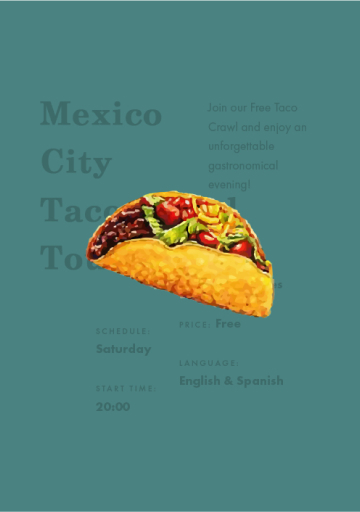 Mexico
City
Taco
Tou
Join our Free Taco
Crawl and enjoy an
unforgettable
gastronomical
evening!
PRICE: Free
SCHEDULE:
Saturday
LANGUAGE:
English & Spanish
START TIME:
20:00